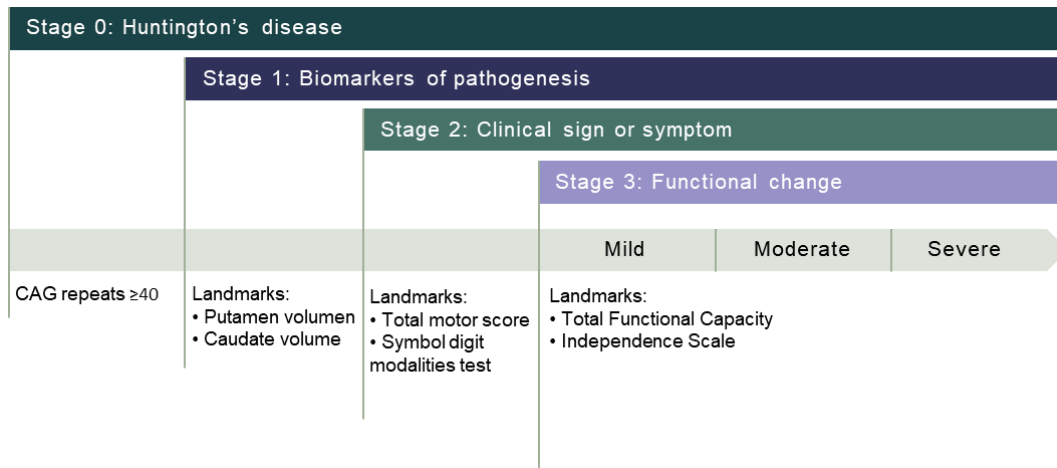 Stage 0: Huntington's disease
Stage 1: Biomarkers of pathogenesis
Stage 2: Clinical sign or symptom
Stage 3: Functional change
Mild
Moderate
Severe
CAG repeats ≥40
Landmarks:
• Putamen volumen
• Caudate volume
Landmarks:
• Total motor score
• Symbol digit
modalities test
Landmarks:
• Total Functional Capacity
• Independence Scale